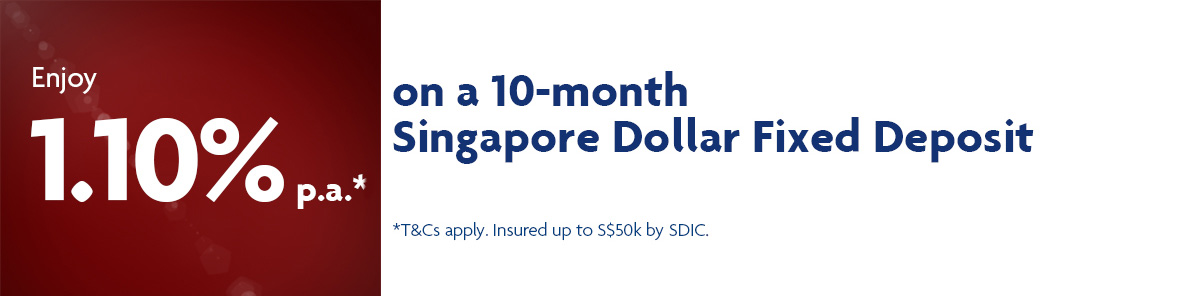 Enjoy
1.10% p.a.*
on a 10-month
Singapore Dollar Fixed Deposit
*T&Cs apply. Insured up to S$50k by SDIC.